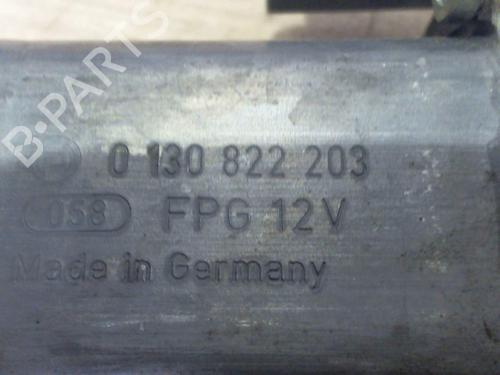 B-PARTS
0 130 822 203
058 FPG 12V
Made in Germany